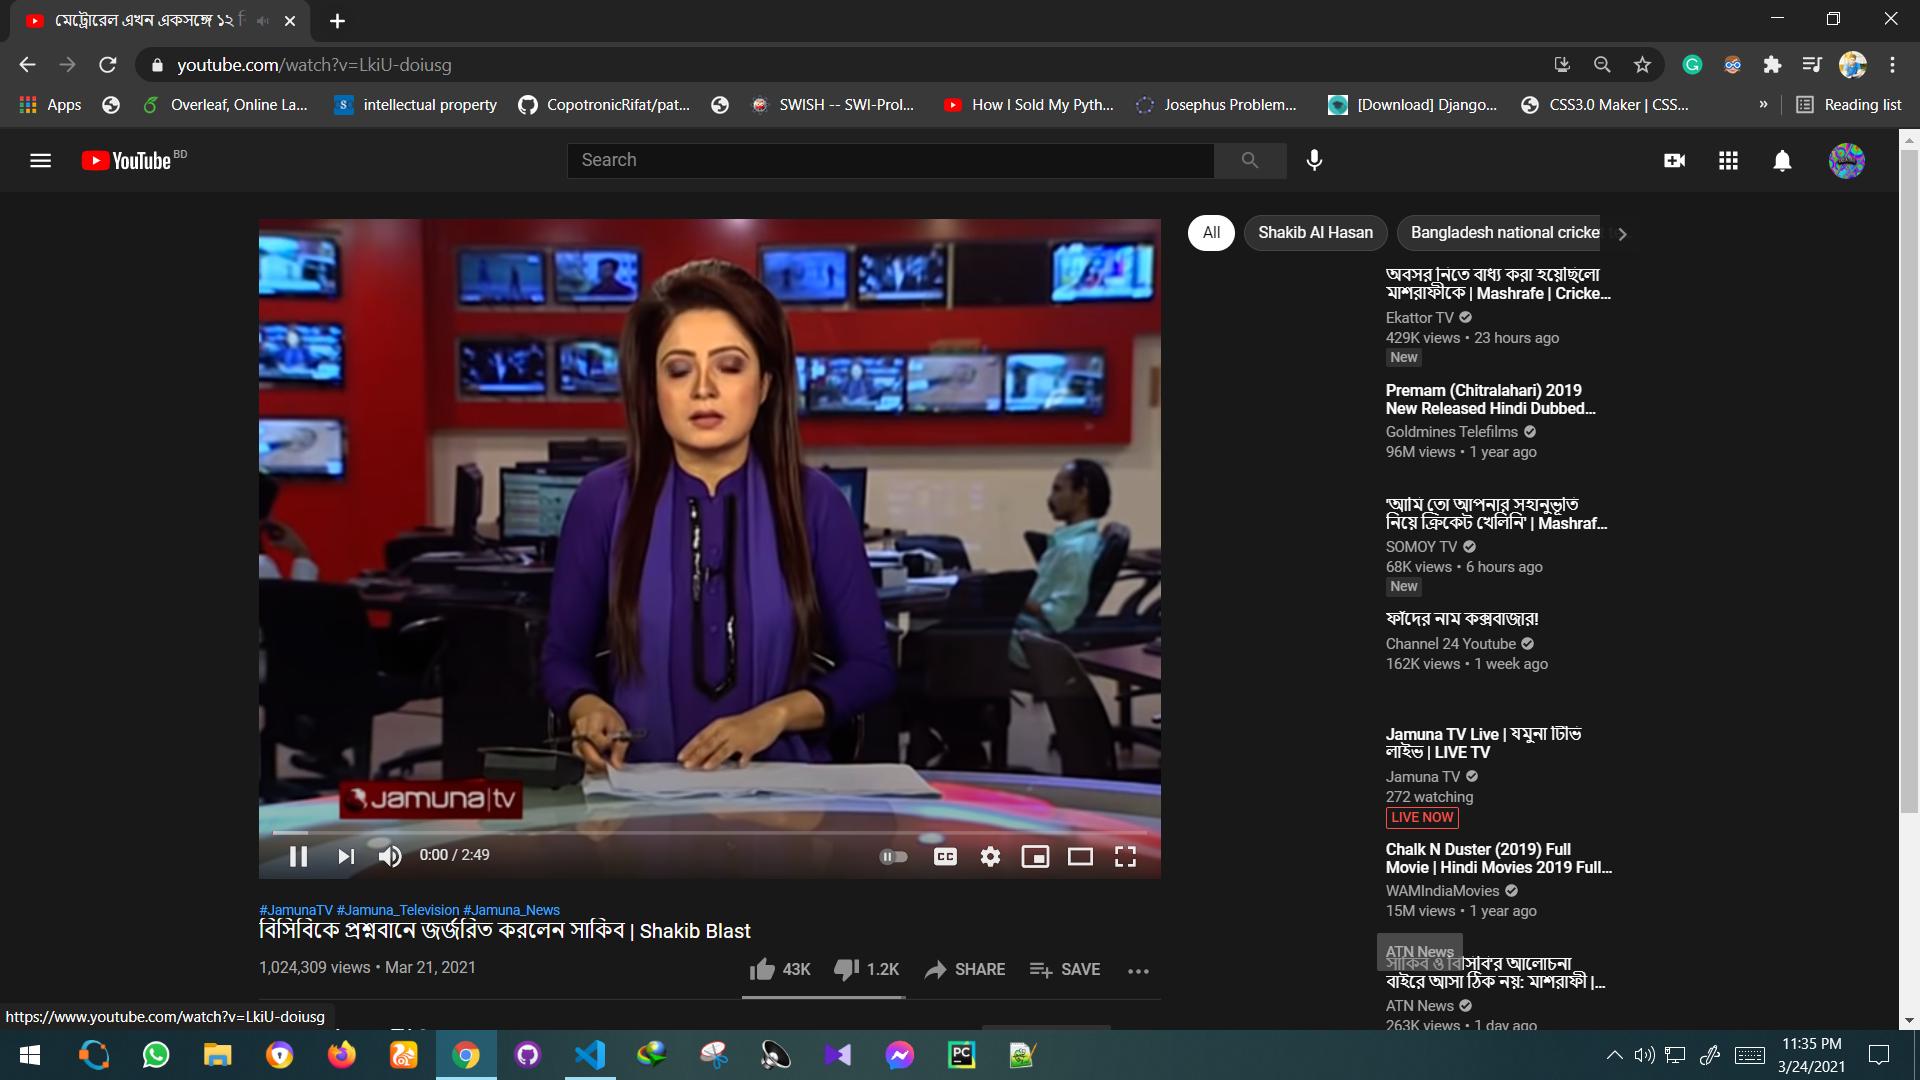 মেট্রোরেল এখন একসঙ্গে ১২
youtube.com/watch?v=LkiU-doiusg
Apps
Overleaf, Online La...
intellectual property
CopotronicRifat/pat...
SWISH -- SWI-Prol...
How I Sold My Pyth...
Josephus Problem...
[Download] Django...
CSS3.0 Maker | CSS...
»
Reading list
YouTube BD
Search
All
Shakib Al Hasan
Bangladesh national cricke
অবসর নিতে বাধ্য করা হয়েছিলো
মাশরাফীকে | Mashrafe | Cricke...
Ekattor TV
429K views • 23 hours ago
New
Premam (Chitralahari) 2019
New Released Hindi Dubbed...
Goldmines Telefilms
96M views • 1 year ago
'আমি তো আপনার সহানুভূতি
নিয়ে ক্রিকেট খেলিনি' | Mashraf...
SOMOY TV
68K views • 6 hours ago
New
ফাঁদের নাম কক্সবাজার!
Channel 24 Youtube
162K views • 1 week ago
Jamuna TV Live | যমুনা টিভি
লাইভ | LIVE TV
Jamuna TV
272 watching
LIVE NOW
Chalk N Duster (2019) Full
Movie | Hindi Movies 2019 Full...
WAMIndiaMovies
15M views • 1 year ago
ATN News
সাকিব ও বিসিবি'র আলোচনা
বাইরে আসা ঠিক নয়: মাশরাফী |...
ATN News
263K views • 1 day ago
Jamuna|tv
0:00 / 2:49
CC
#JamunaTV #Jamuna_Television #Jamuna_News
বিসিবিকে প্রশ্নবানে জর্জরিত করলেন সাকিব | Shakib Blast
1,024,309 views • Mar 21, 2021
43K
1.2K
SHARE
SAVE
https://www.youtube.com/watch?v=LkiU-doiusg
PC
11:35 PM
3/24/2021